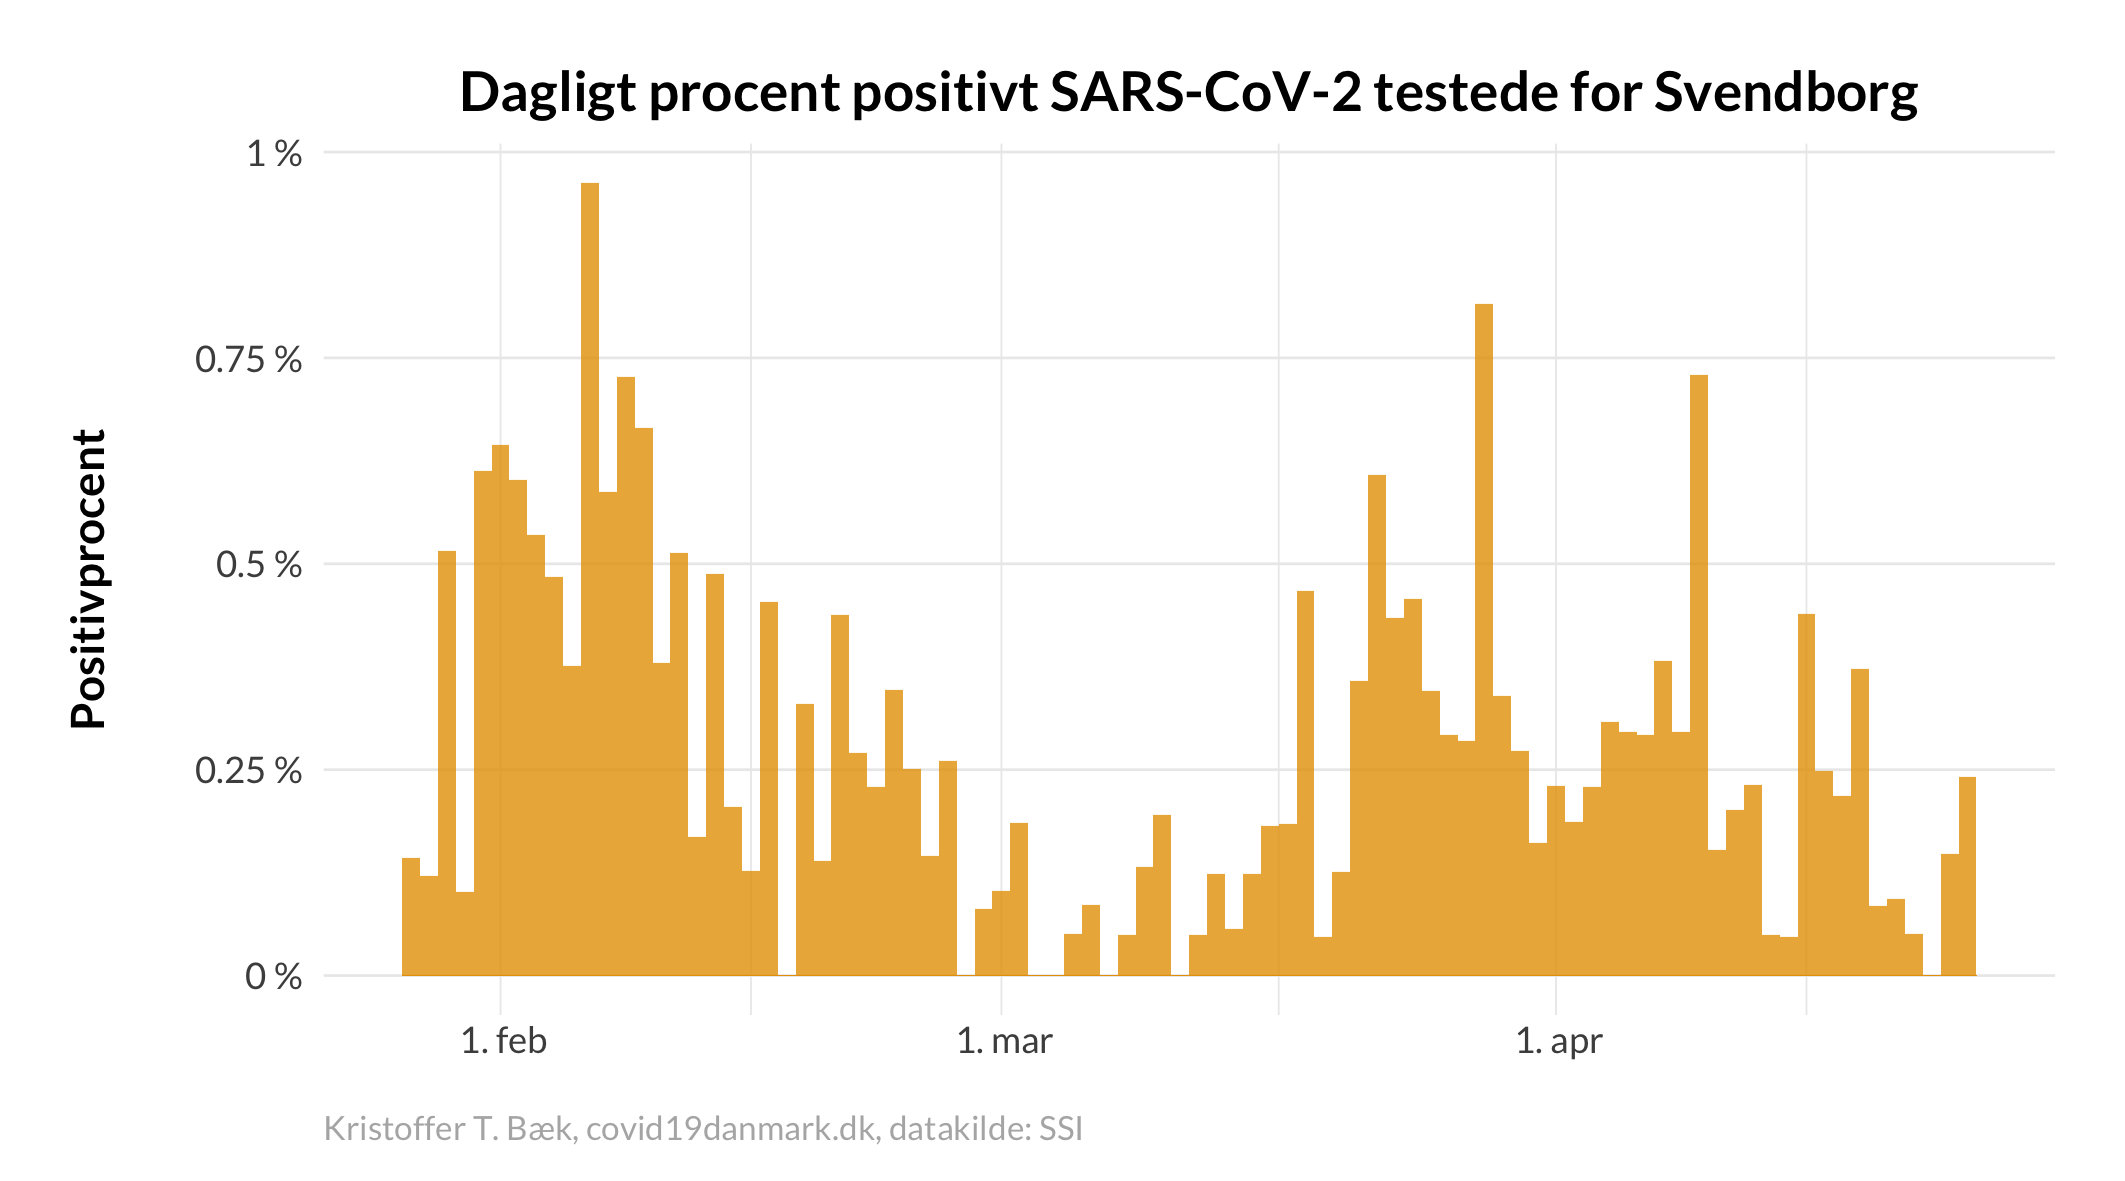 Dagligt procent positivt SARS-CoV-2 testede for Svendborg
Positivprocent
1 %
0.75 %
0.5 %
0.25 %
0 %
1. feb
1. mar
1. apr
Kristoffer T. Bæk, covid19danmark.dk, datakilde: SSI